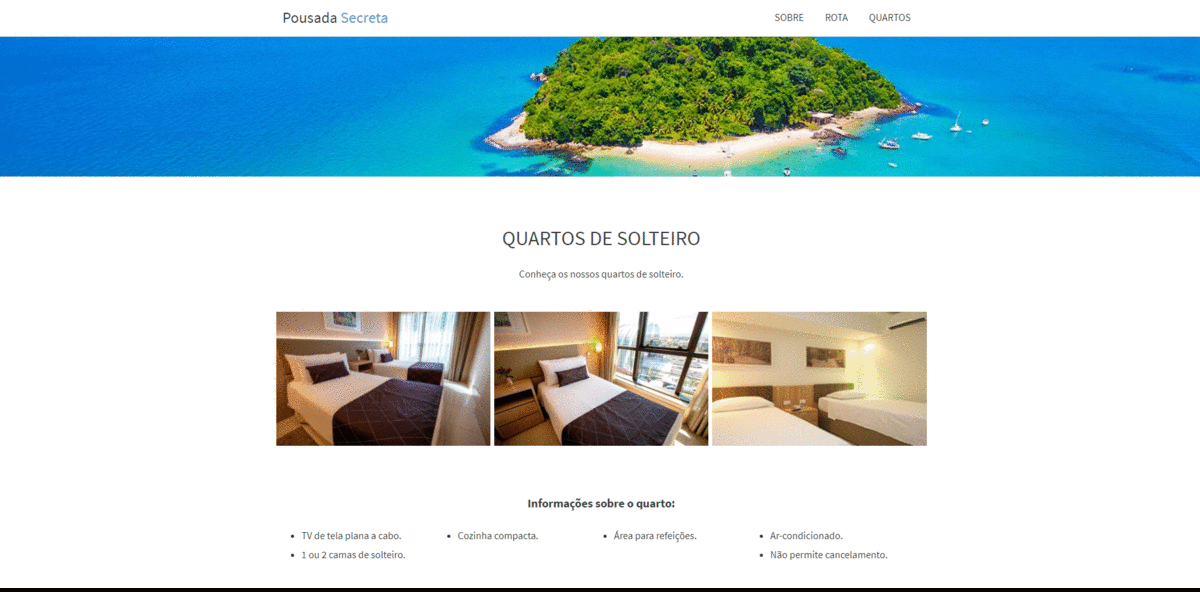 Pousada Secreta
SOBRE ROTA QUARTOS
QUARTOS DE SOLTEIRO
Conheça os nossos quartos de solteiro.
Informações sobre o quarto:
• TV de tela plana a cabo.
• 1 ou 2 camas de solteiro.
• Cozinha compacta.
• Área para refeições.
• Ar-condicionado.
• Não permite cancelamento.